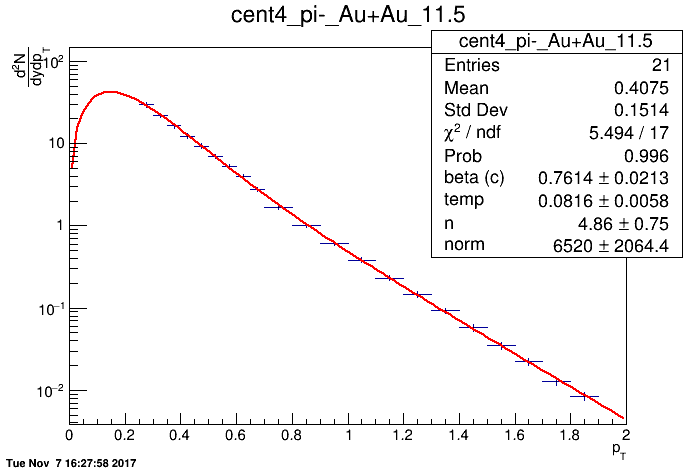 cent4_pi-_Au+Au_11.5
d²N
dydp_T
cent4_pi-_Au+Au_11.5
Entries 21
Mean 0.4075
Std Dev 0.1514
χ² / ndf 5.494 / 17
Prob 0.996
beta (c) 0.7614 ± 0.0213
temp 0.0816 ± 0.0058
n 4.86 ± 0.75
norm 6520 ± 2064.4
10²
10
1
10⁻¹
10⁻²
0 0.2 0.4 0.6 0.8 1 1.2 1.4 1.6 1.8 2
p_T
Tue Nov 7 16:27:58 2017